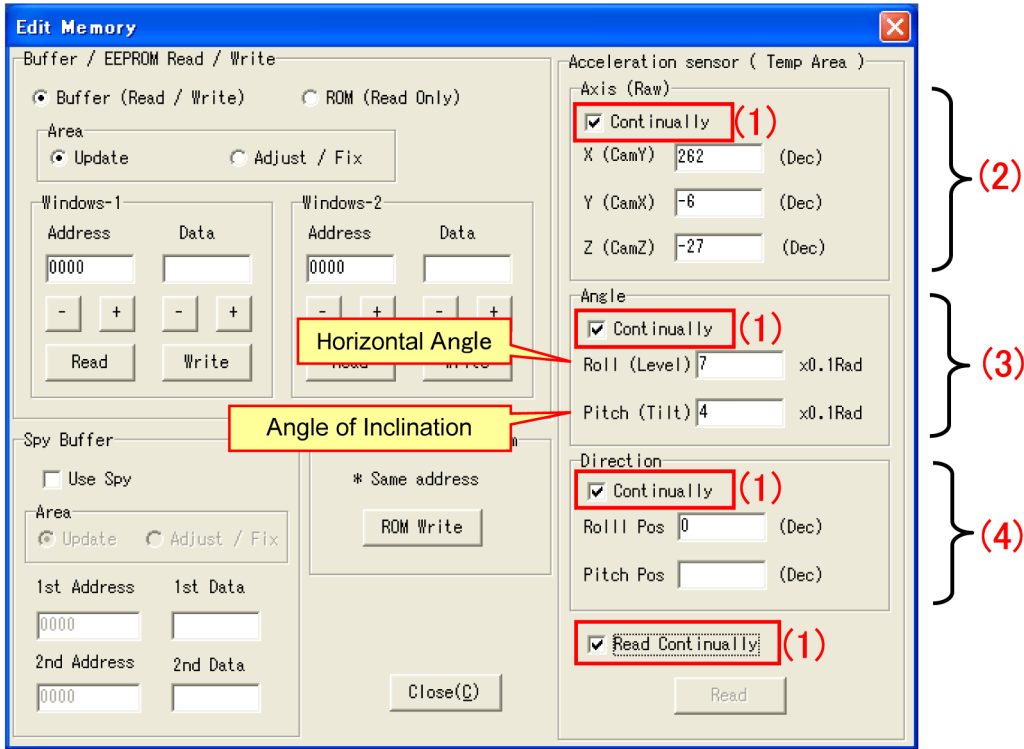 Edit Memory
Buffer / EEPROM Read / Write
Buffer (Read / Write)
ROM (Read Only)
Area
Update
Adjust / Fix
Windows-1
Address
Data
0000
-
+
-
+
Read
Write
Windows-2
Address
Data
0000
-
+
-
+
Horizontal Angle
Angle of Inclination
Spy Buffer
Use Spy
Area
Update
Adjust / Fix
1st Address
1st Data
0000
2nd Address
2nd Data
0000
* Same address
ROM Write
Close(C)
Acceleration sensor ( Temp Area )
Axis (Raw)
Continually
(1)
X (CamY)
262
(Dec)
Y (CamX)
-6
(Dec)
Z (CamZ)
-27
(Dec)
(2)
Angle
Continually
(1)
Roll (Level)
7
x0.1Rad
Pitch (Tilt)
4
x0.1Rad
(3)
Direction
Continually
(1)
Rolll Pos
0
(Dec)
Pitch Pos
(Dec)
(4)
Read Continually
(1)
Read